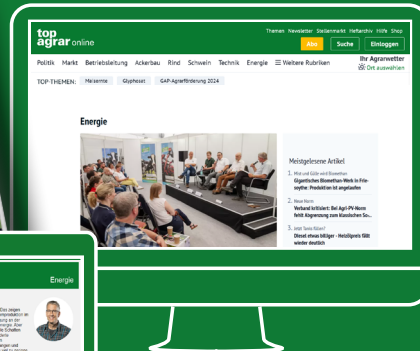 top
agrar online
Themen Newsletter Stellenmarkt Heftarchiv Hilfe Shop
Abo Suche Einloggen
Politik Markt Betriebsleitung Ackerbau Rind Schwein Technik Energie Weitere Rubriken
Ihr Agrarwetter
Ort auswählen
TOP-THEMEN: Maisernte Glyphosat GAP-Agrarförderung 2024
Energie
Meistgelesene Artikel
1. Mist und Gülle wird Biomethan
Gigantisches Biomethan-Werk in Frie-
soythe: Produktion ist angelaufen
2. Neue Norm
Verband kritisiert: Bei Agri-PV-Norm
fehlt Abgrenzung zum klassischen So...
3. Jetzt Tanks füllen?
Diesel etwas billiger - Heizölpreis fällt
wieder deutlich
Energie